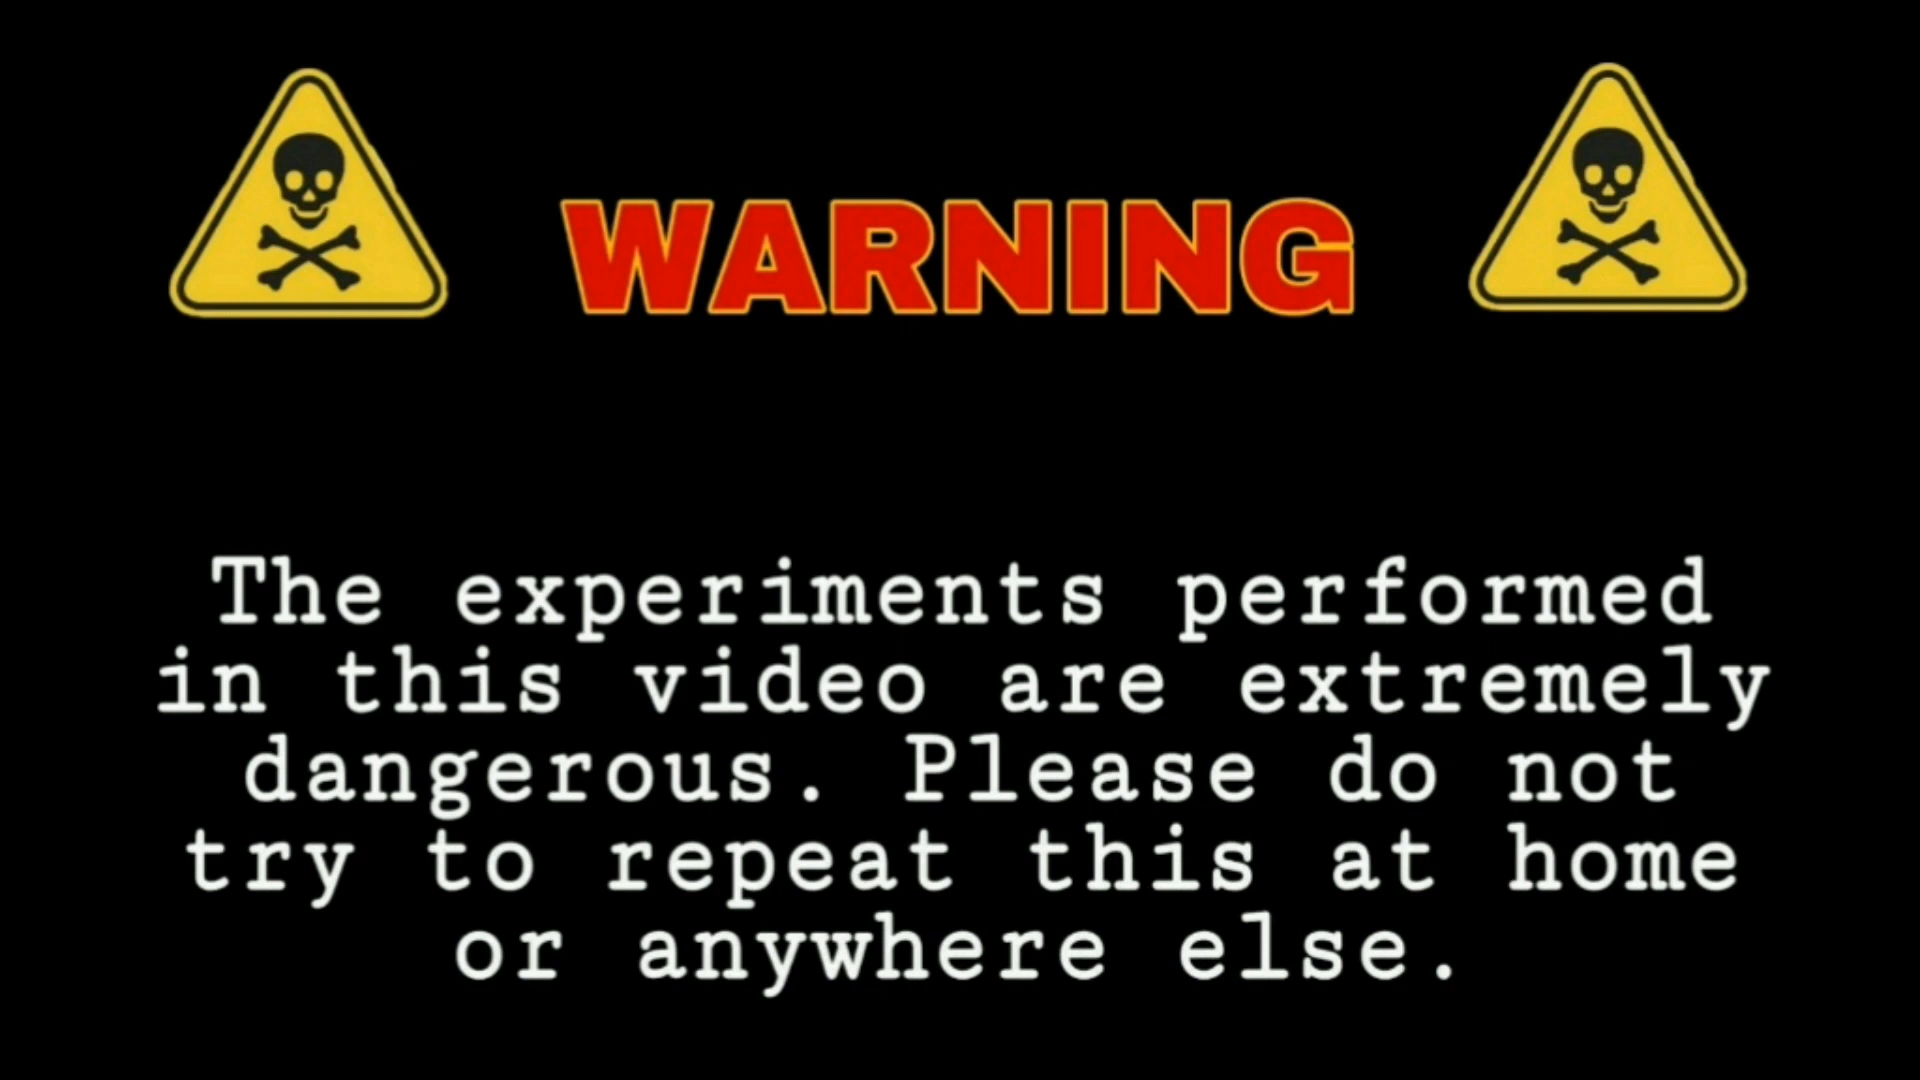 WARNING
The experiments performed
in this video are extremely
dangerous. Please do not
try to repeat this at home
or anywhere else.